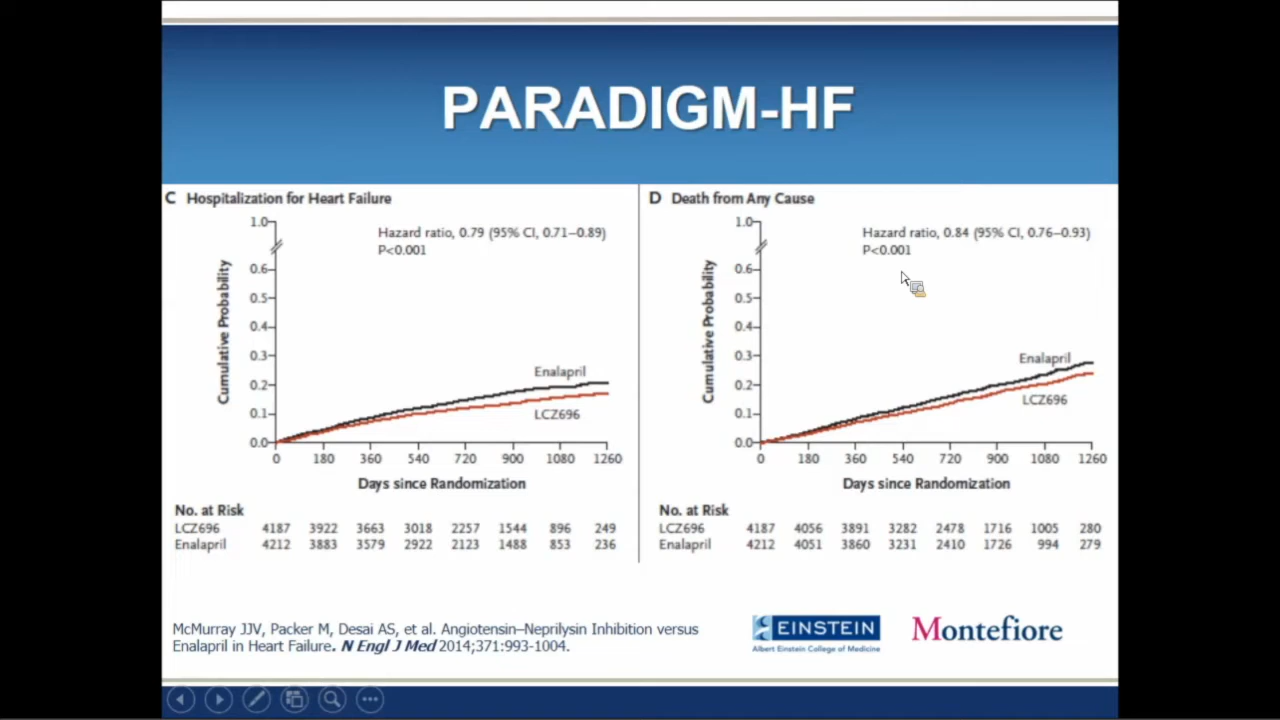 PARADIGM-HF
C Hospitalization for Heart Failure
Hazard ratio, 0.79 (95% CI, 0.71–0.89)
P<0.001
Cumulative Probability
1.0
0.6
0.5
0.4
0.3
0.2
0.1
0.0
Enalapril
LCZ696
0 180 360 540 720 900 1080 1260
Days since Randomization
No. at Risk
LCZ696 4187 3922 3663 3018 2257 1544 896 249
Enalapril 4212 3883 3579 2922 2123 1488 853 236
D Death from Any Cause
Hazard ratio, 0.84 (95% CI, 0.76–0.93)
P<0.001
Cumulative Probability
1.0
0.6
0.5
0.4
0.3
0.2
0.1
0.0
Enalapril
LCZ696
0 180 360 540 720 900 1080 1260
Days since Randomization
No. at Risk
LCZ696 4187 4056 3891 3282 2478 1716 1005 280
Enalapril 4212 4051 3860 3231 2410 1726 994 279
McMurray JJV, Packer M, Desai AS, et al. Angiotensin–Neprilysin Inhibition versus
Enalapril in Heart Failure. N Engl J Med 2014;371:993-1004.
EINSTEIN
Albert Einstein College of Medicine
Montefiore